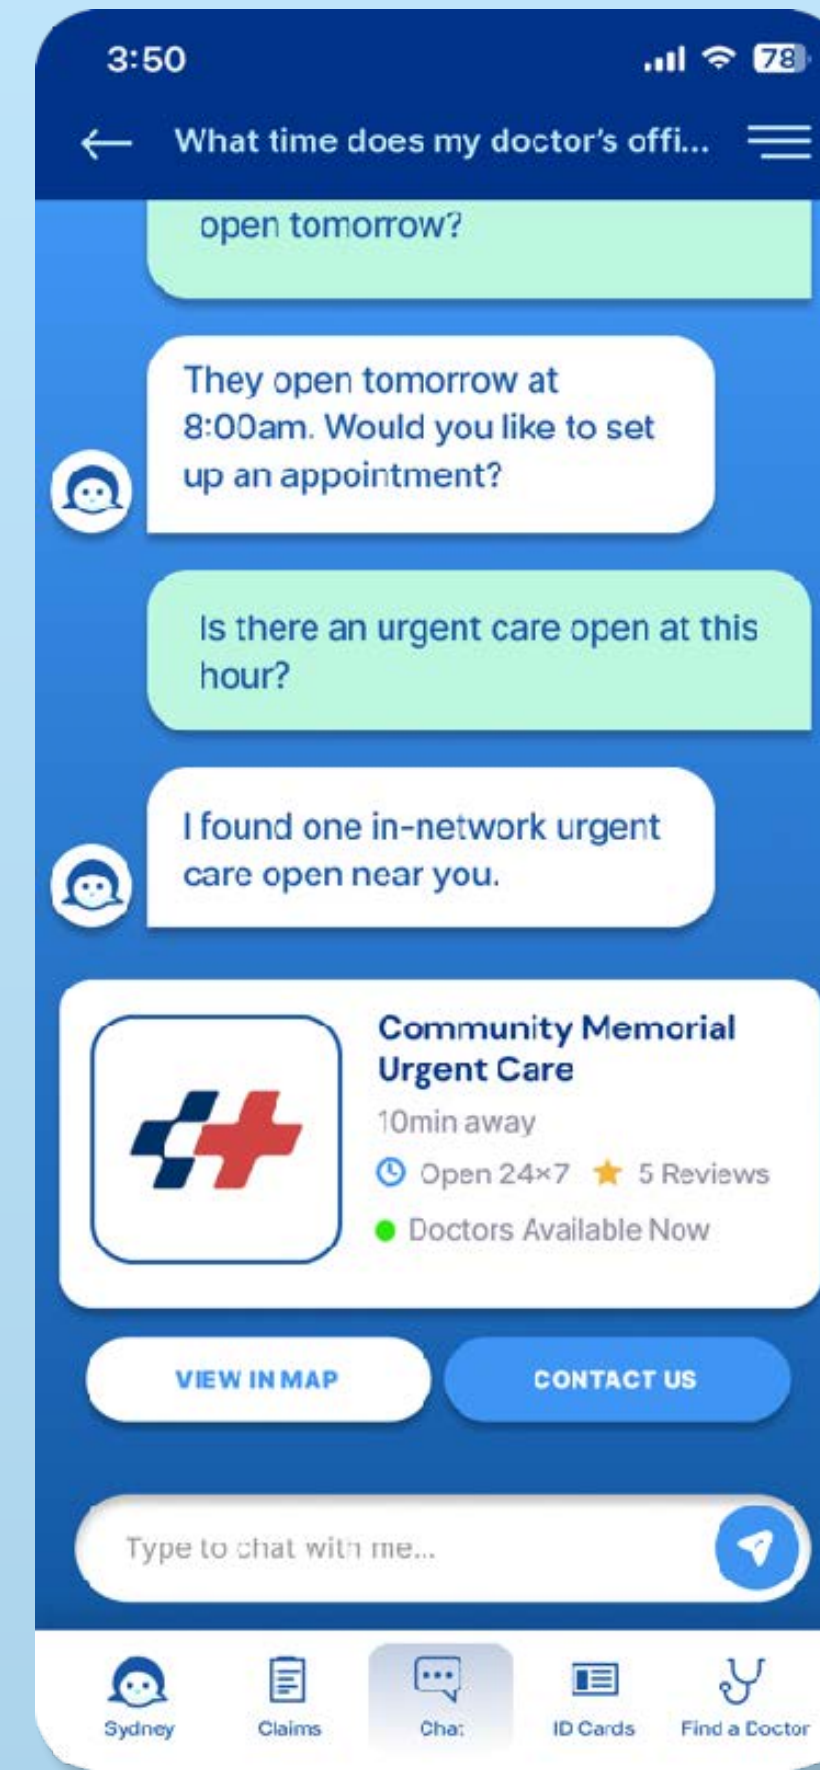 3:50
78
What time does my doctor's offi...
open tomorrow?
They open tomorrow at
8:00am. Would you like to set
up an appointment?
Is there an urgent care open at this
hour?
I found one in-network urgent
care open near you.
Community Memorial
Urgent Care
10min away
Open 24×7 5 Reviews
Doctors Available Now
VIEW IN MAP
CONTACT US
Type to chat with me...
Sydney
Claims
Chat
ID Cards
Find a Doctor